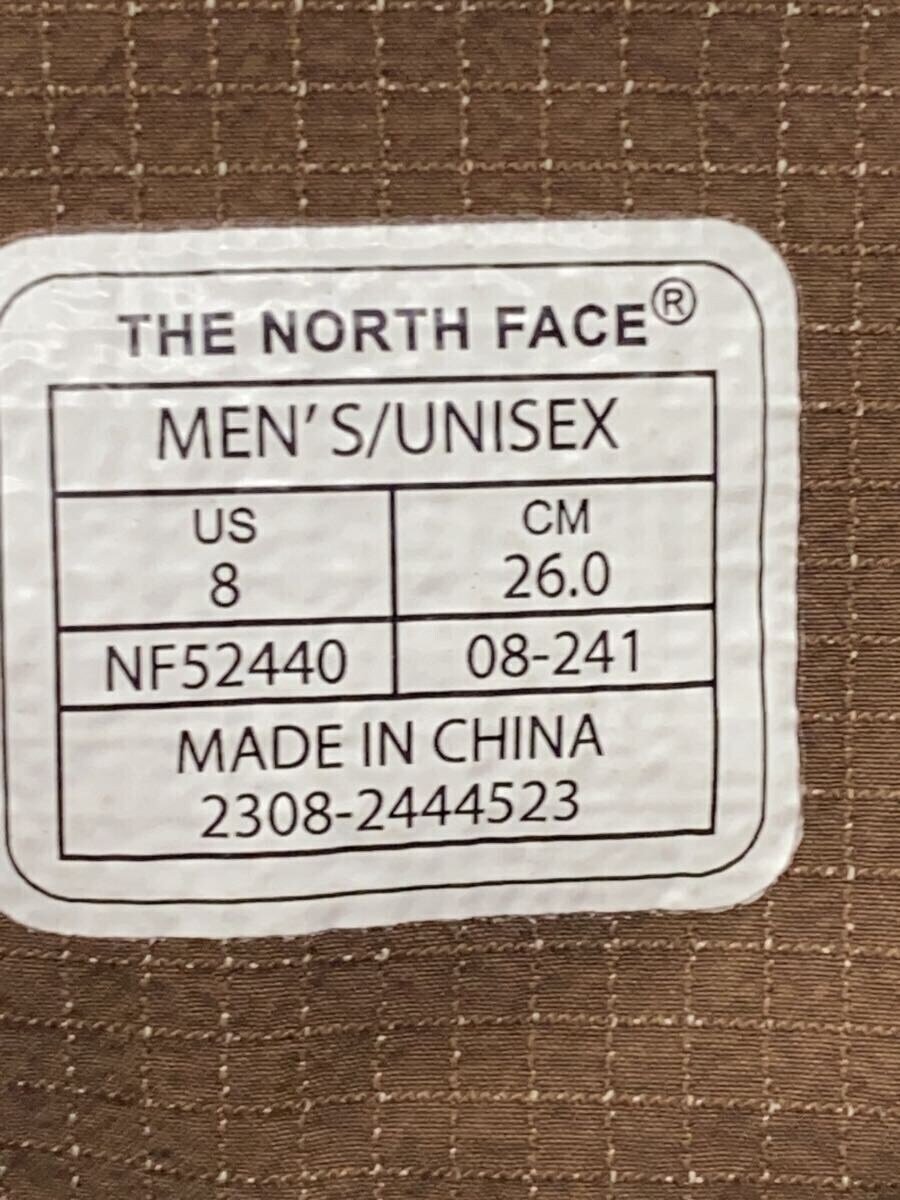 THE NORTH FACE®
MEN'S/UNISEX
US CM
8 26.0
NF52440 08-241
MADE IN CHINA
2308-2444523